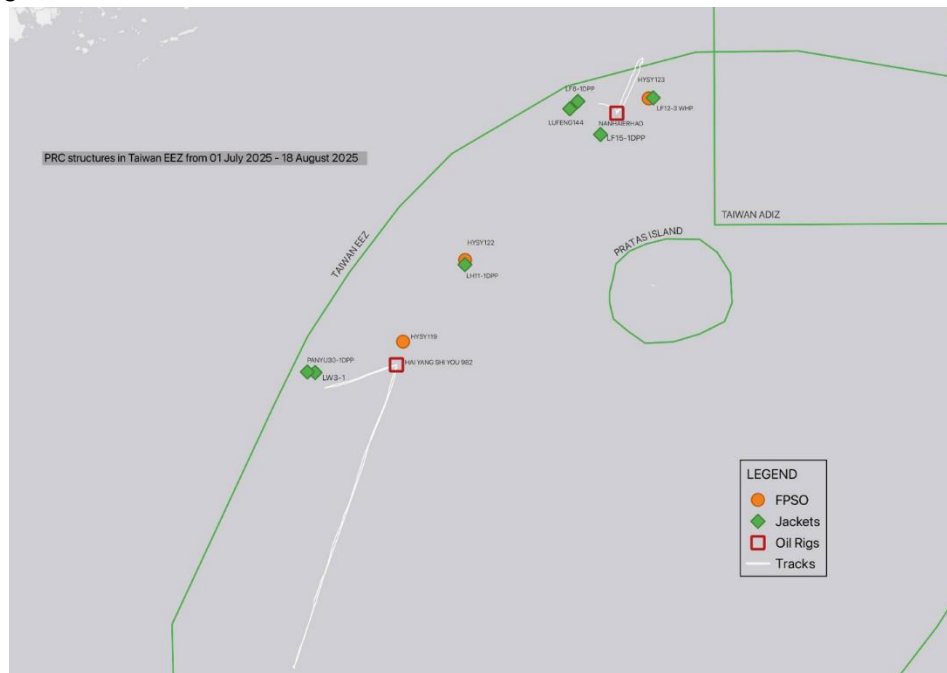 HYSY123
LF8-1DPP
LF12-3 WHP
LUFENG144
NANHAIERHAO
LF15-1DPP
PRC structures in Taiwan EEZ from 01 July 2025 - 18 August 2025
TAIWAN ADIZ
PRATAS ISLAND
TAIWAN EEZ
HYSY122
LH11-1DPP
HYSY119
PANYU30-1DPP
HAI YANG SHI YOU 982
LW3-1
LEGEND
FPSO
Jackets
Oil Rigs
Tracks